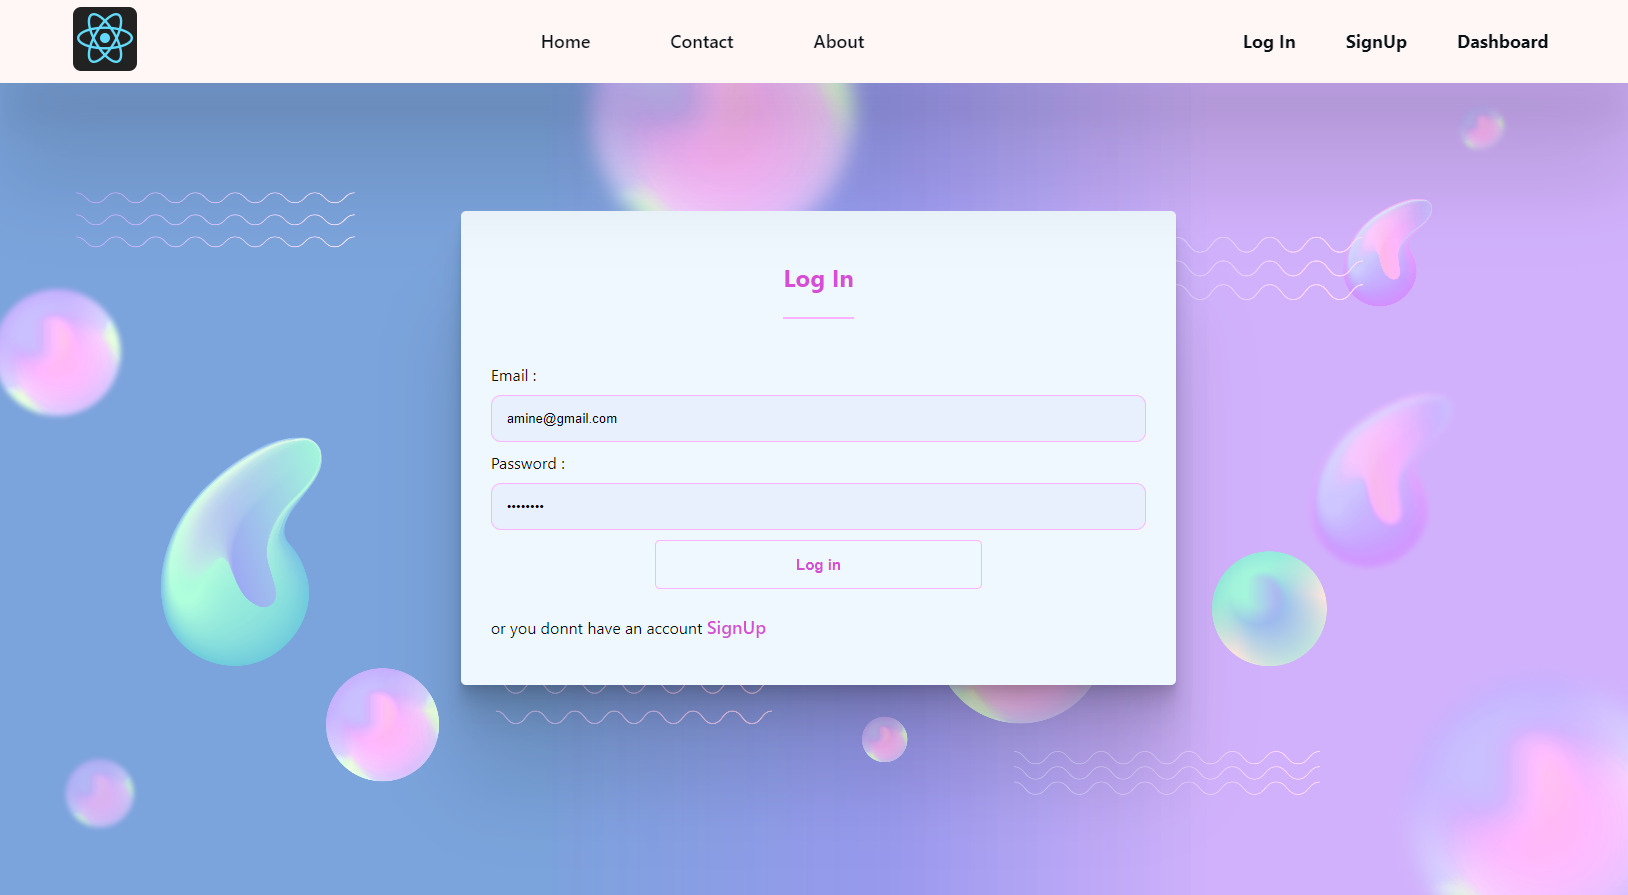 Home Contact About Log In SignUp Dashboard
Log In
Email :
amine@gmail.com
Password :
••••••••
Log in
or you donnt have an account SignUp